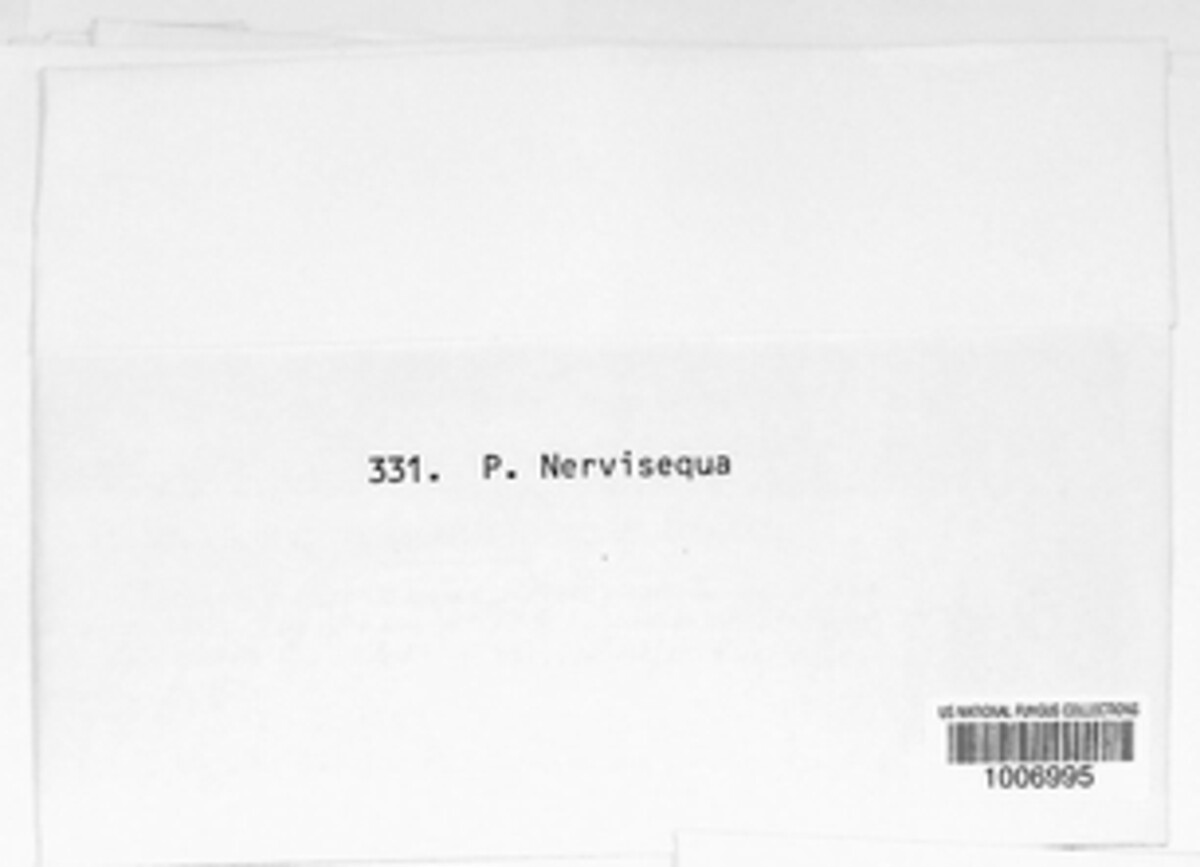 331. P. Nervisequa
US NATIONAL FUNGUS COLLECTIONS
1006995